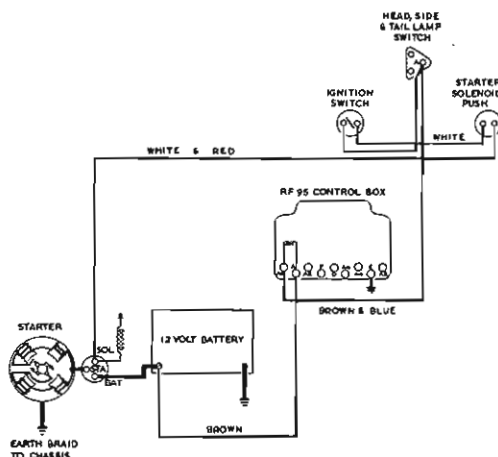 HEAD, SIDE
& TAIL LAMP
SWITCH
IGNITION
SWITCH
STARTER
SOLENOID
PUSH
WHITE
WHITE & RED
RF 95 CONTROL BOX
BROWN & BLUE
STARTER
SOL
STA
BAT
12 VOLT BATTERY
BROWN
EARTH BRAID
TO CHASSIS